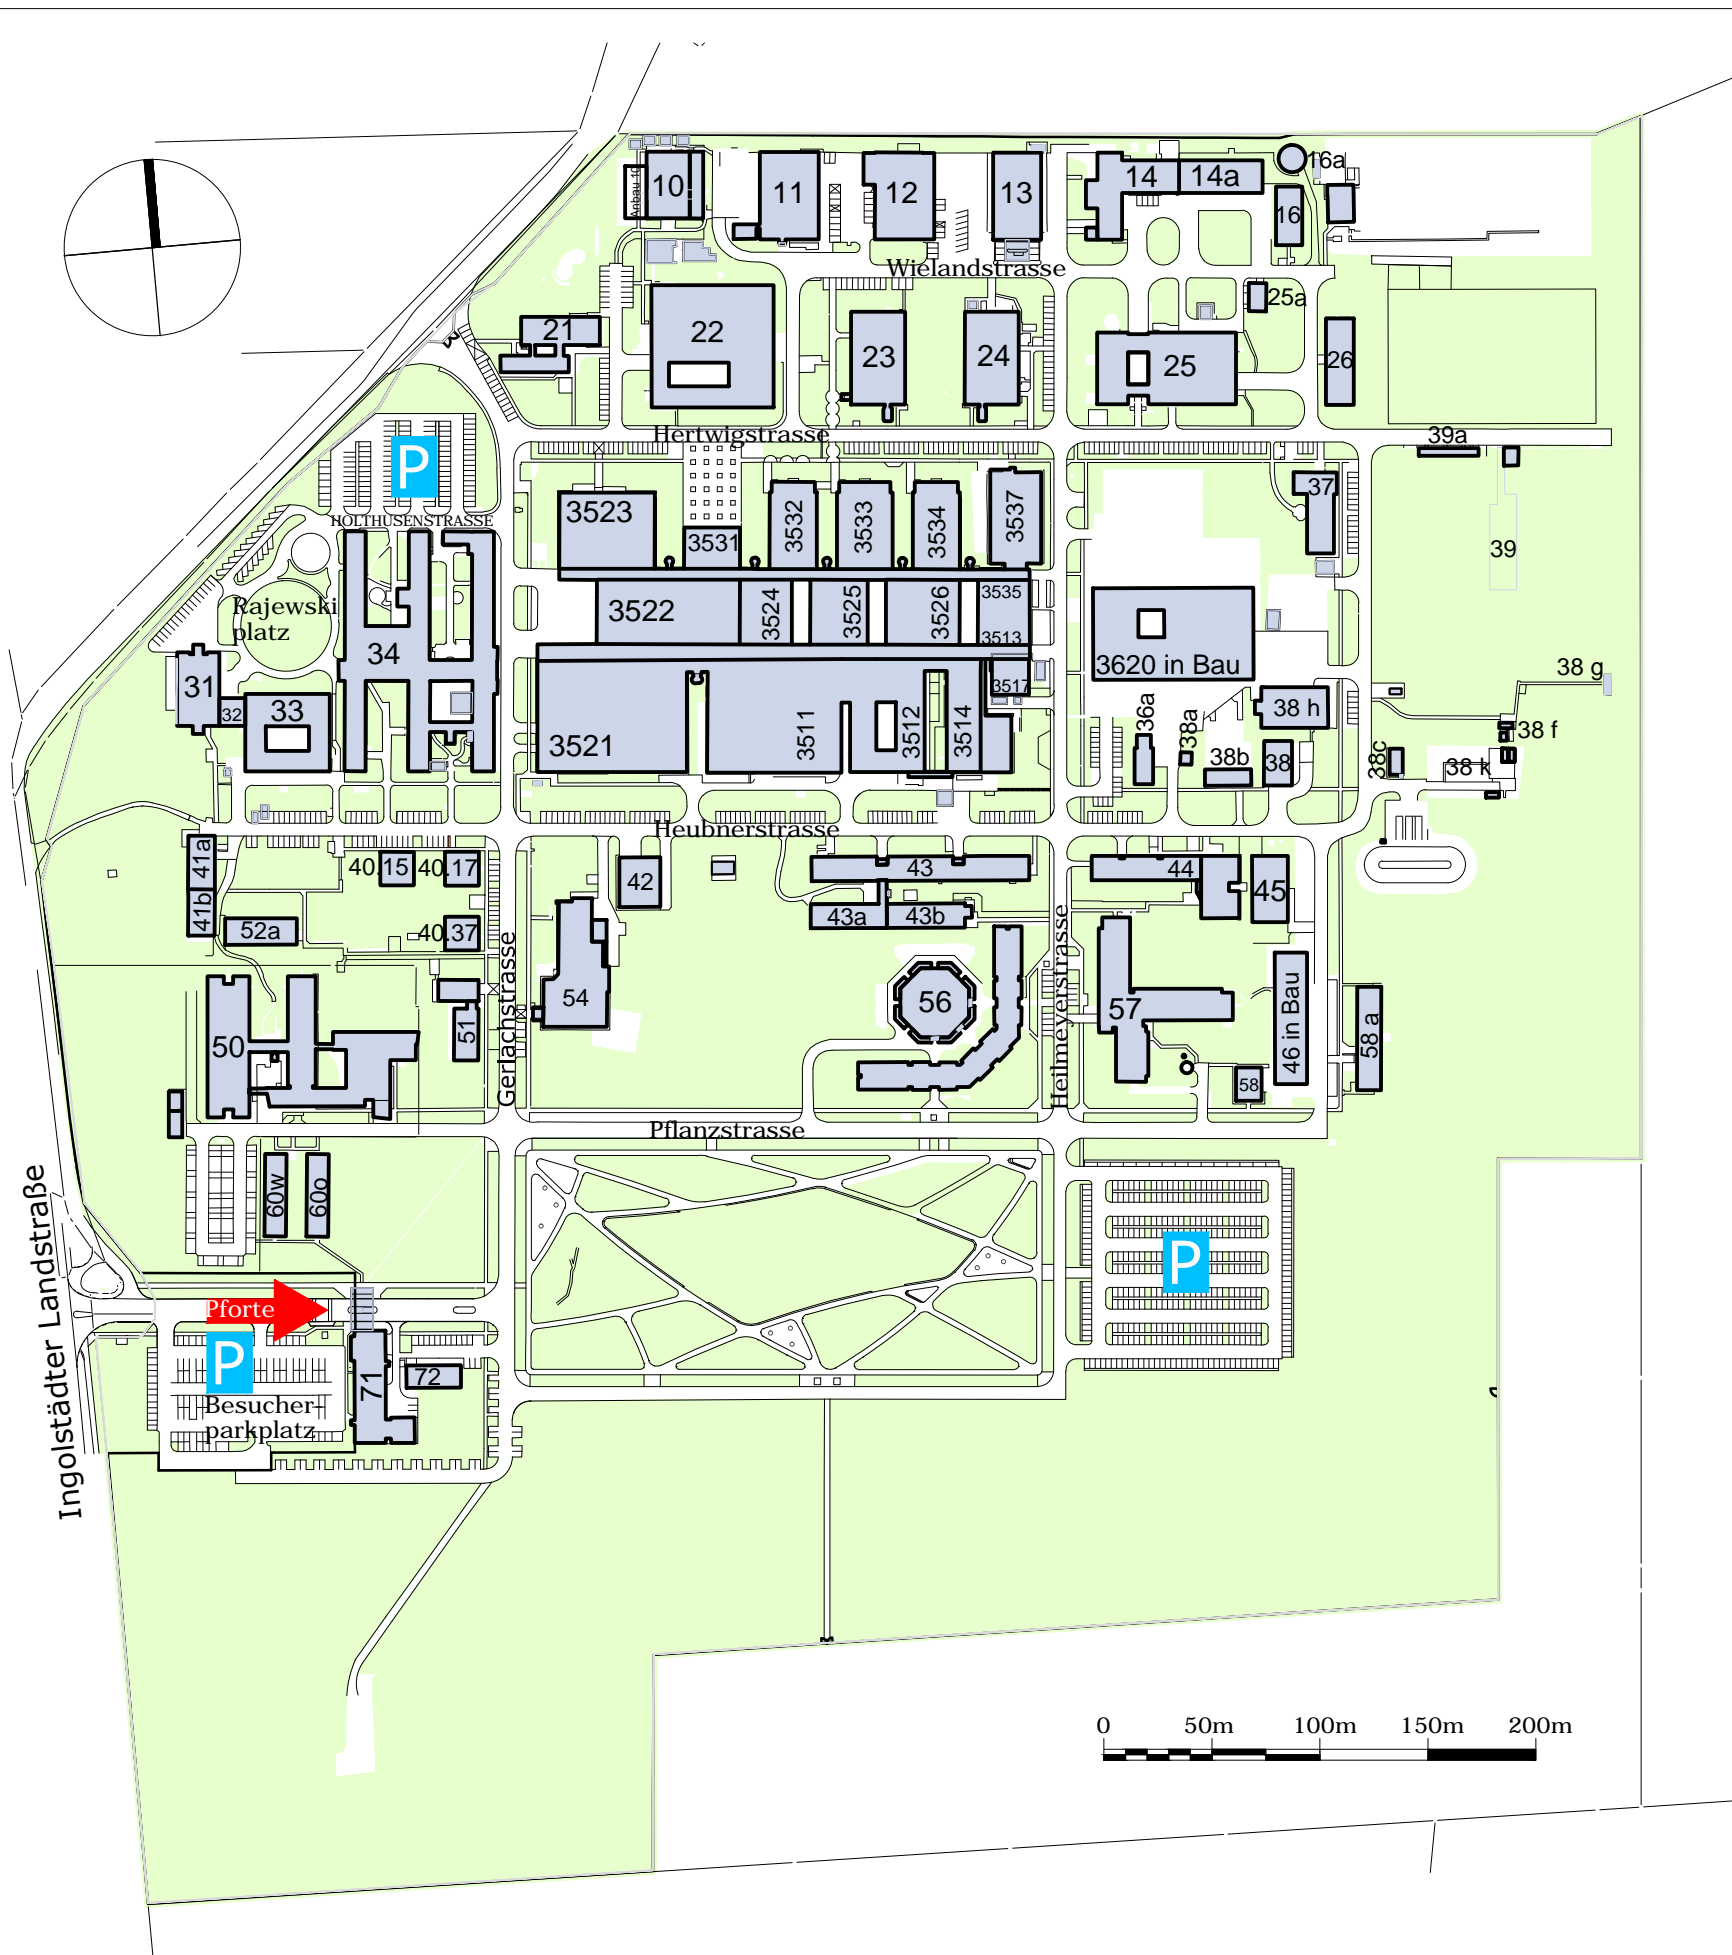 Anbau 10
10
11
12
13
14
14a
16a
16
Wielandstrasse
25a
21
22
23
24
25
26
Hertwigstrasse
39a
P
HOLTHUSENSTRASSE
3523
3531
3532
3533
3534
3537
37
39
Rajewski
platz
3522
3524
3525
3526
3535
3513
34
3620 in Bau
38 g
31
32
33
3517
3521
3511
3512
3514
36a
38a
38 h
38b
38
38c
38 f
38 k
Heubnerstrasse
41a
41b
40.15
40.17
42
43
44
45
52a
40.37
43a
43b
Gerlachstrasse
Heilmeyerstrasse
54
56
57
50
51
46 in Bau
58 a
58
Pflanzstrasse
60w
60o
Ingolstädter Landstraße
P
Pforte
P
71
72
Besucher-
parkplatz
0 50m 100m 150m 200m